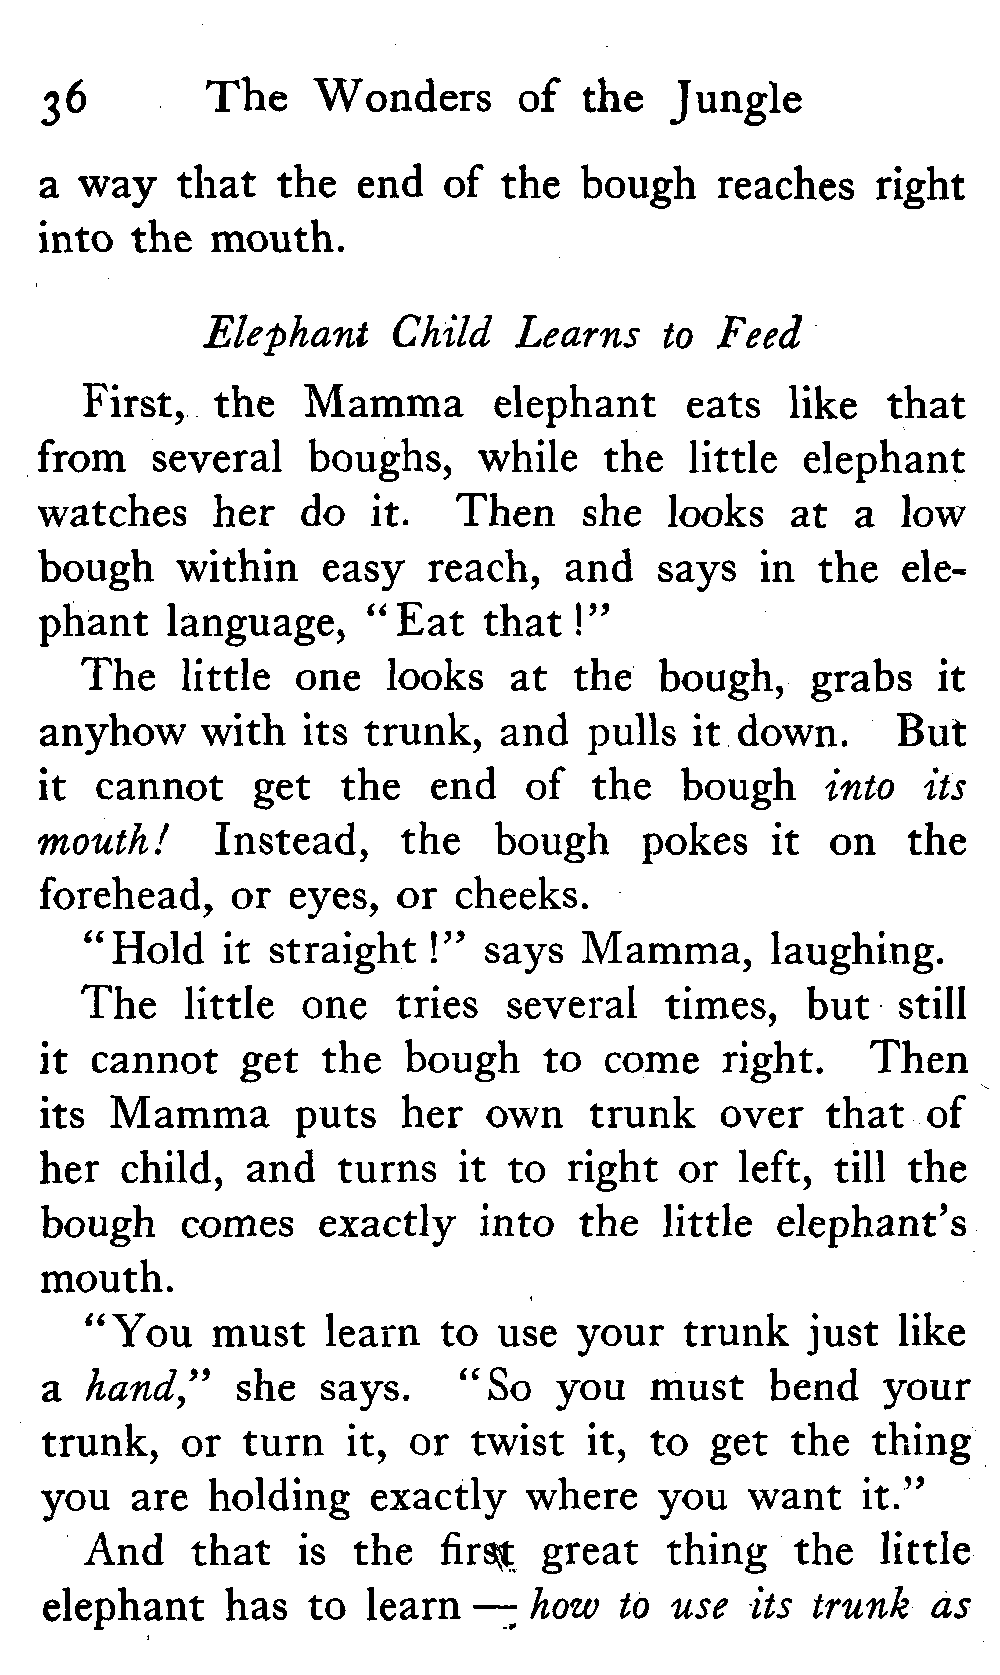 36 The Wonders of the Jungle
a way that the end of the bough reaches right
into the mouth.
Elephant Child Learns to Feed
First, the Mamma elephant eats like that
from several boughs, while the little elephant
watches her do it. Then she looks at a low
bough within easy reach, and says in the ele-
phant language, "Eat that!"
The little one looks at the bough, grabs it
anyhow with its trunk, and pulls it down. But
it cannot get the end of the bough into its
mouth! Instead, the bough pokes it on the
forehead, or eyes, or cheeks.
"Hold it straight!" says Mamma, laughing.
The little one tries several times, but still
it cannot get the bough to come right. Then
its Mamma puts her own trunk over that of
her child, and turns it to right or left, till the
bough comes exactly into the little elephant's
mouth.
"You must learn to use your trunk just like
a hand," she says. "So you must bend your
trunk, or turn it, or twist it, to get the thing
you are holding exactly where you want it."
And that is the first great thing the little
elephant has to learn — how to use its trunk as